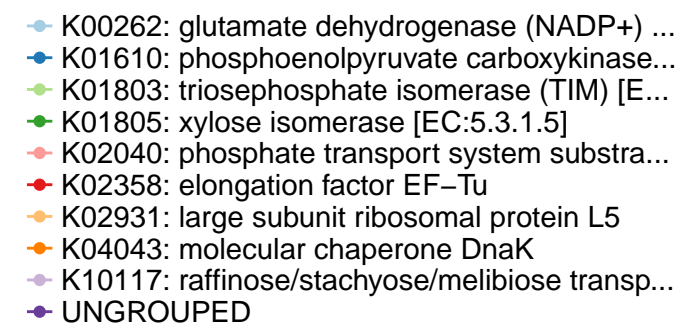 K00262: glutamate dehydrogenase (NADP+) ...
K01610: phosphoenolpyruvate carboxykinase...
K01803: triosephosphate isomerase (TIM) [E...
K01805: xylose isomerase [EC:5.3.1.5]
K02040: phosphate transport system substra...
K02358: elongation factor EF−Tu
K02931: large subunit ribosomal protein L5
K04043: molecular chaperone DnaK
K10117: raffinose/stachyose/melibiose transp...
UNGROUPED